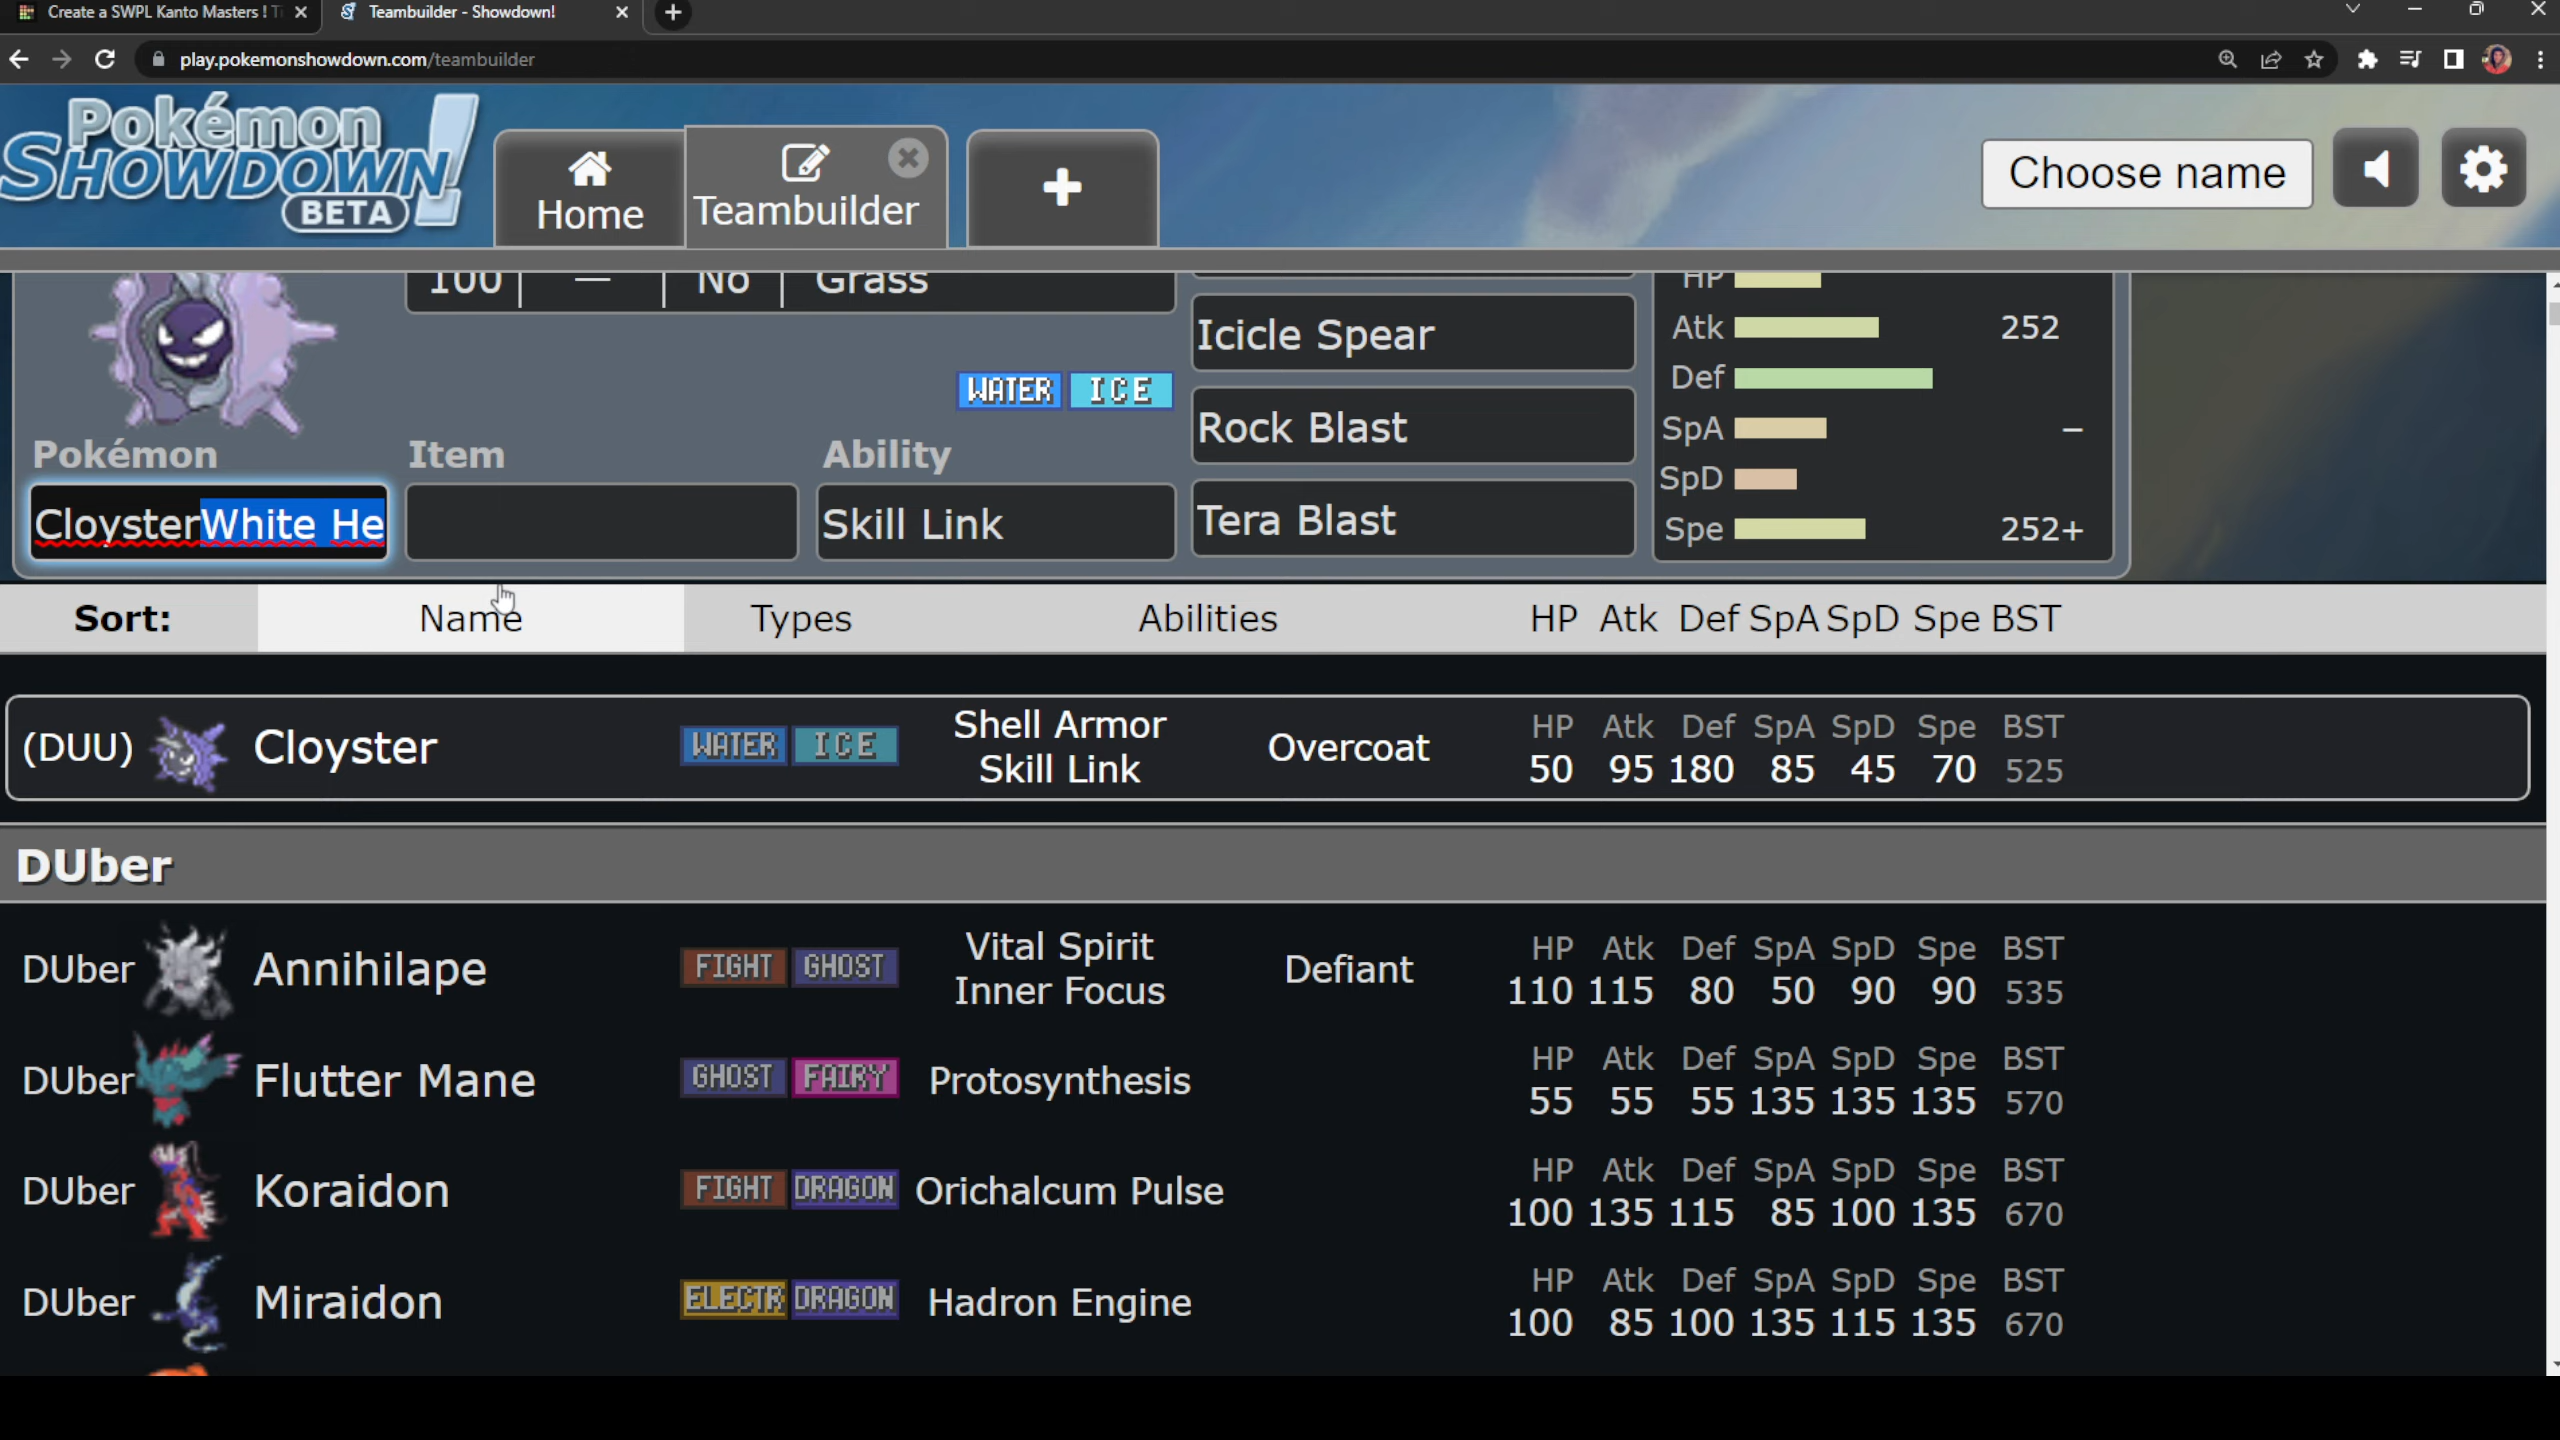 Create a SWPL Kanto Masters ! Ti
Teambuilder - Showdown!
play.pokemonshowdown.com/teambuilder
Pokémon
SHOWDOWN!
BETA
Home
Teambuilder
Choose name
100 — No Grass
HP
Icicle Spear
Atk 252
WATER ICE
Def
Rock Blast
SpA –
Pokémon Item Ability
SpD
CloysterWhite He
Skill Link
Tera Blast
Spe 252+
Sort: Name Types Abilities HP Atk Def SpA SpD Spe BST
(DUU) Cloyster WATER ICE Shell Armor Skill Link Overcoat
HP Atk Def SpA SpD Spe BST
50 95 180 85 45 70 525
DUber
DUber Annihilape FIGHT GHOST Vital Spirit Inner Focus Defiant
HP Atk Def SpA SpD Spe BST
110 115 80 50 90 90 535
DUber Flutter Mane GHOST FAIRY Protosynthesis
HP Atk Def SpA SpD Spe BST
55 55 55 135 135 135 570
DUber Koraidon FIGHT DRAGON Orichalcum Pulse
HP Atk Def SpA SpD Spe BST
100 135 115 85 100 135 670
DUber Miraidon ELECTR DRAGON Hadron Engine
HP Atk Def SpA SpD Spe BST
100 85 100 135 115 135 670